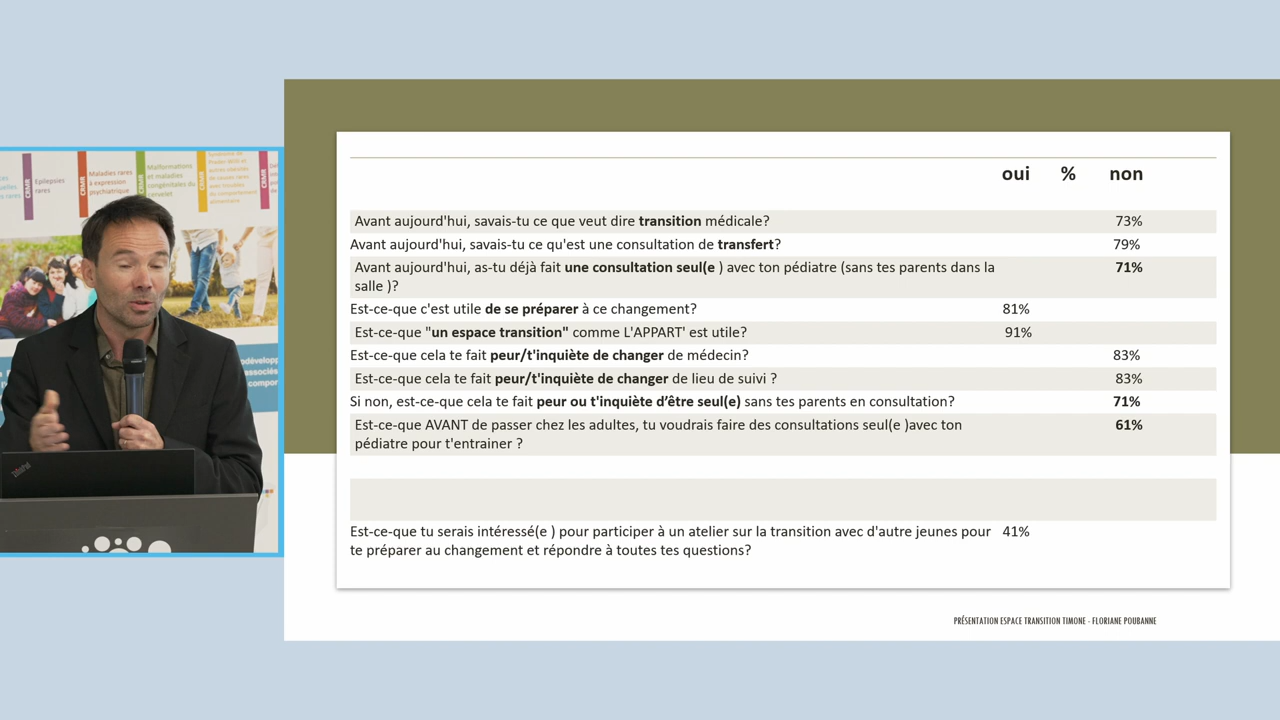 CRMR
Epilepsies
rares
CRMR
Maladies rares
à expression
psychiatrique
CRMR
Malformations
et maladies
congénitales du
cervelet
CRMR
ThinkPad
oui % non
Avant aujourd'hui, savais-tu ce que veut dire transition médicale? 73%
Avant aujourd'hui, savais-tu ce qu'est une consultation de transfert? 79%
Avant aujourd'hui, as-tu déjà fait une consultation seul(e ) avec ton pédiatre (sans tes parents dans la 71%
salle )?
Est-ce-que c'est utile de se préparer à ce changement? 81%
Est-ce-que "un espace transition" comme L'APPART' est utile? 91%
Est-ce-que cela te fait peur/t'inquiète de changer de médecin? 83%
Est-ce-que cela te fait peur/t'inquiète de changer de lieu de suivi ? 83%
Si non, est-ce-que cela te fait peur ou t'inquiète d’être seul(e) sans tes parents en consultation? 71%
Est-ce-que AVANT de passer chez les adultes, tu voudrais faire des consultations seul(e )avec ton 61%
pédiatre pour t'entrainer ?
Est-ce-que tu serais intéressé(e ) pour participer à un atelier sur la transition avec d'autre jeunes pour 41%
te préparer au changement et répondre à toutes tes questions?
PRÉSENTATION ESPACE TRANSITION TIMONE - FLORIANE POUBANNE